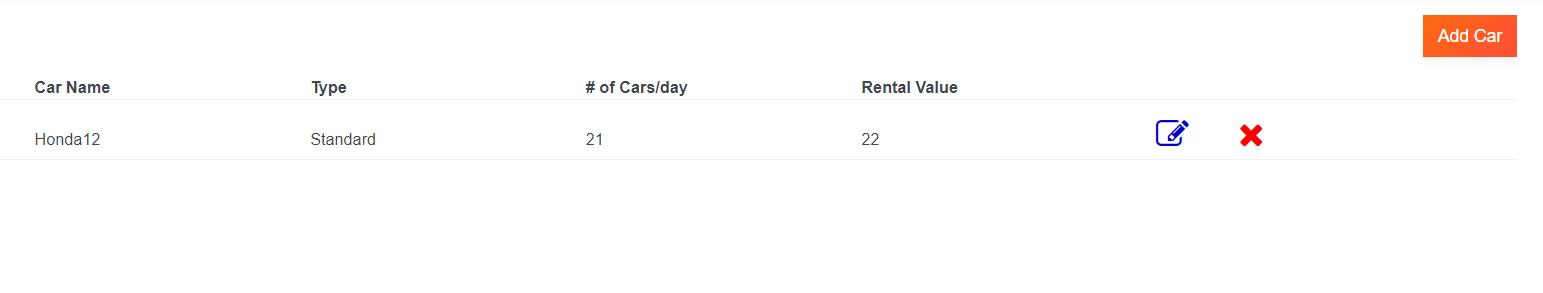 Add Car
Car Name Type # of Cars/day Rental Value
Honda12 Standard 21 22